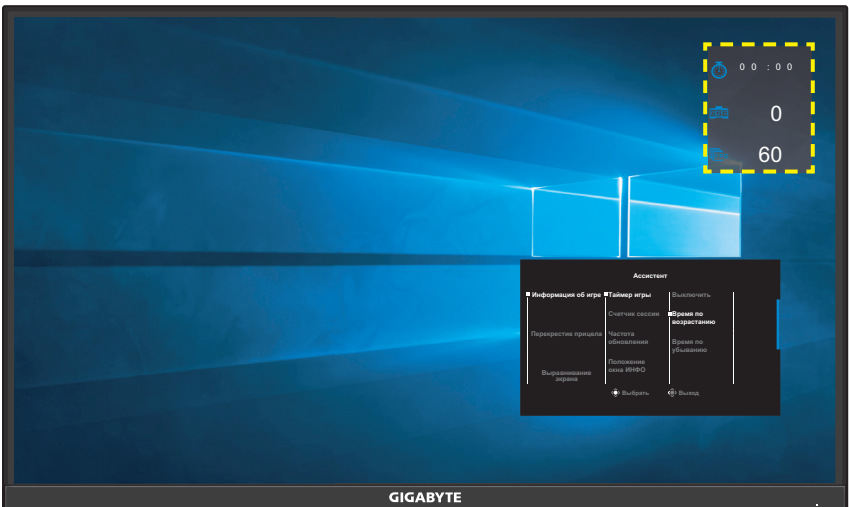 00:00
0
60
Ассистент
Информация об игре
Таймер игры
Выключить
Счетчик сессии
Время по
возрастанию
Перекрестие прицела
Частота
обновления
Время по
убыванию
Положение
окна ИНФО
Выравнивание
экрана
Выбрать
Выход
GIGABYTE